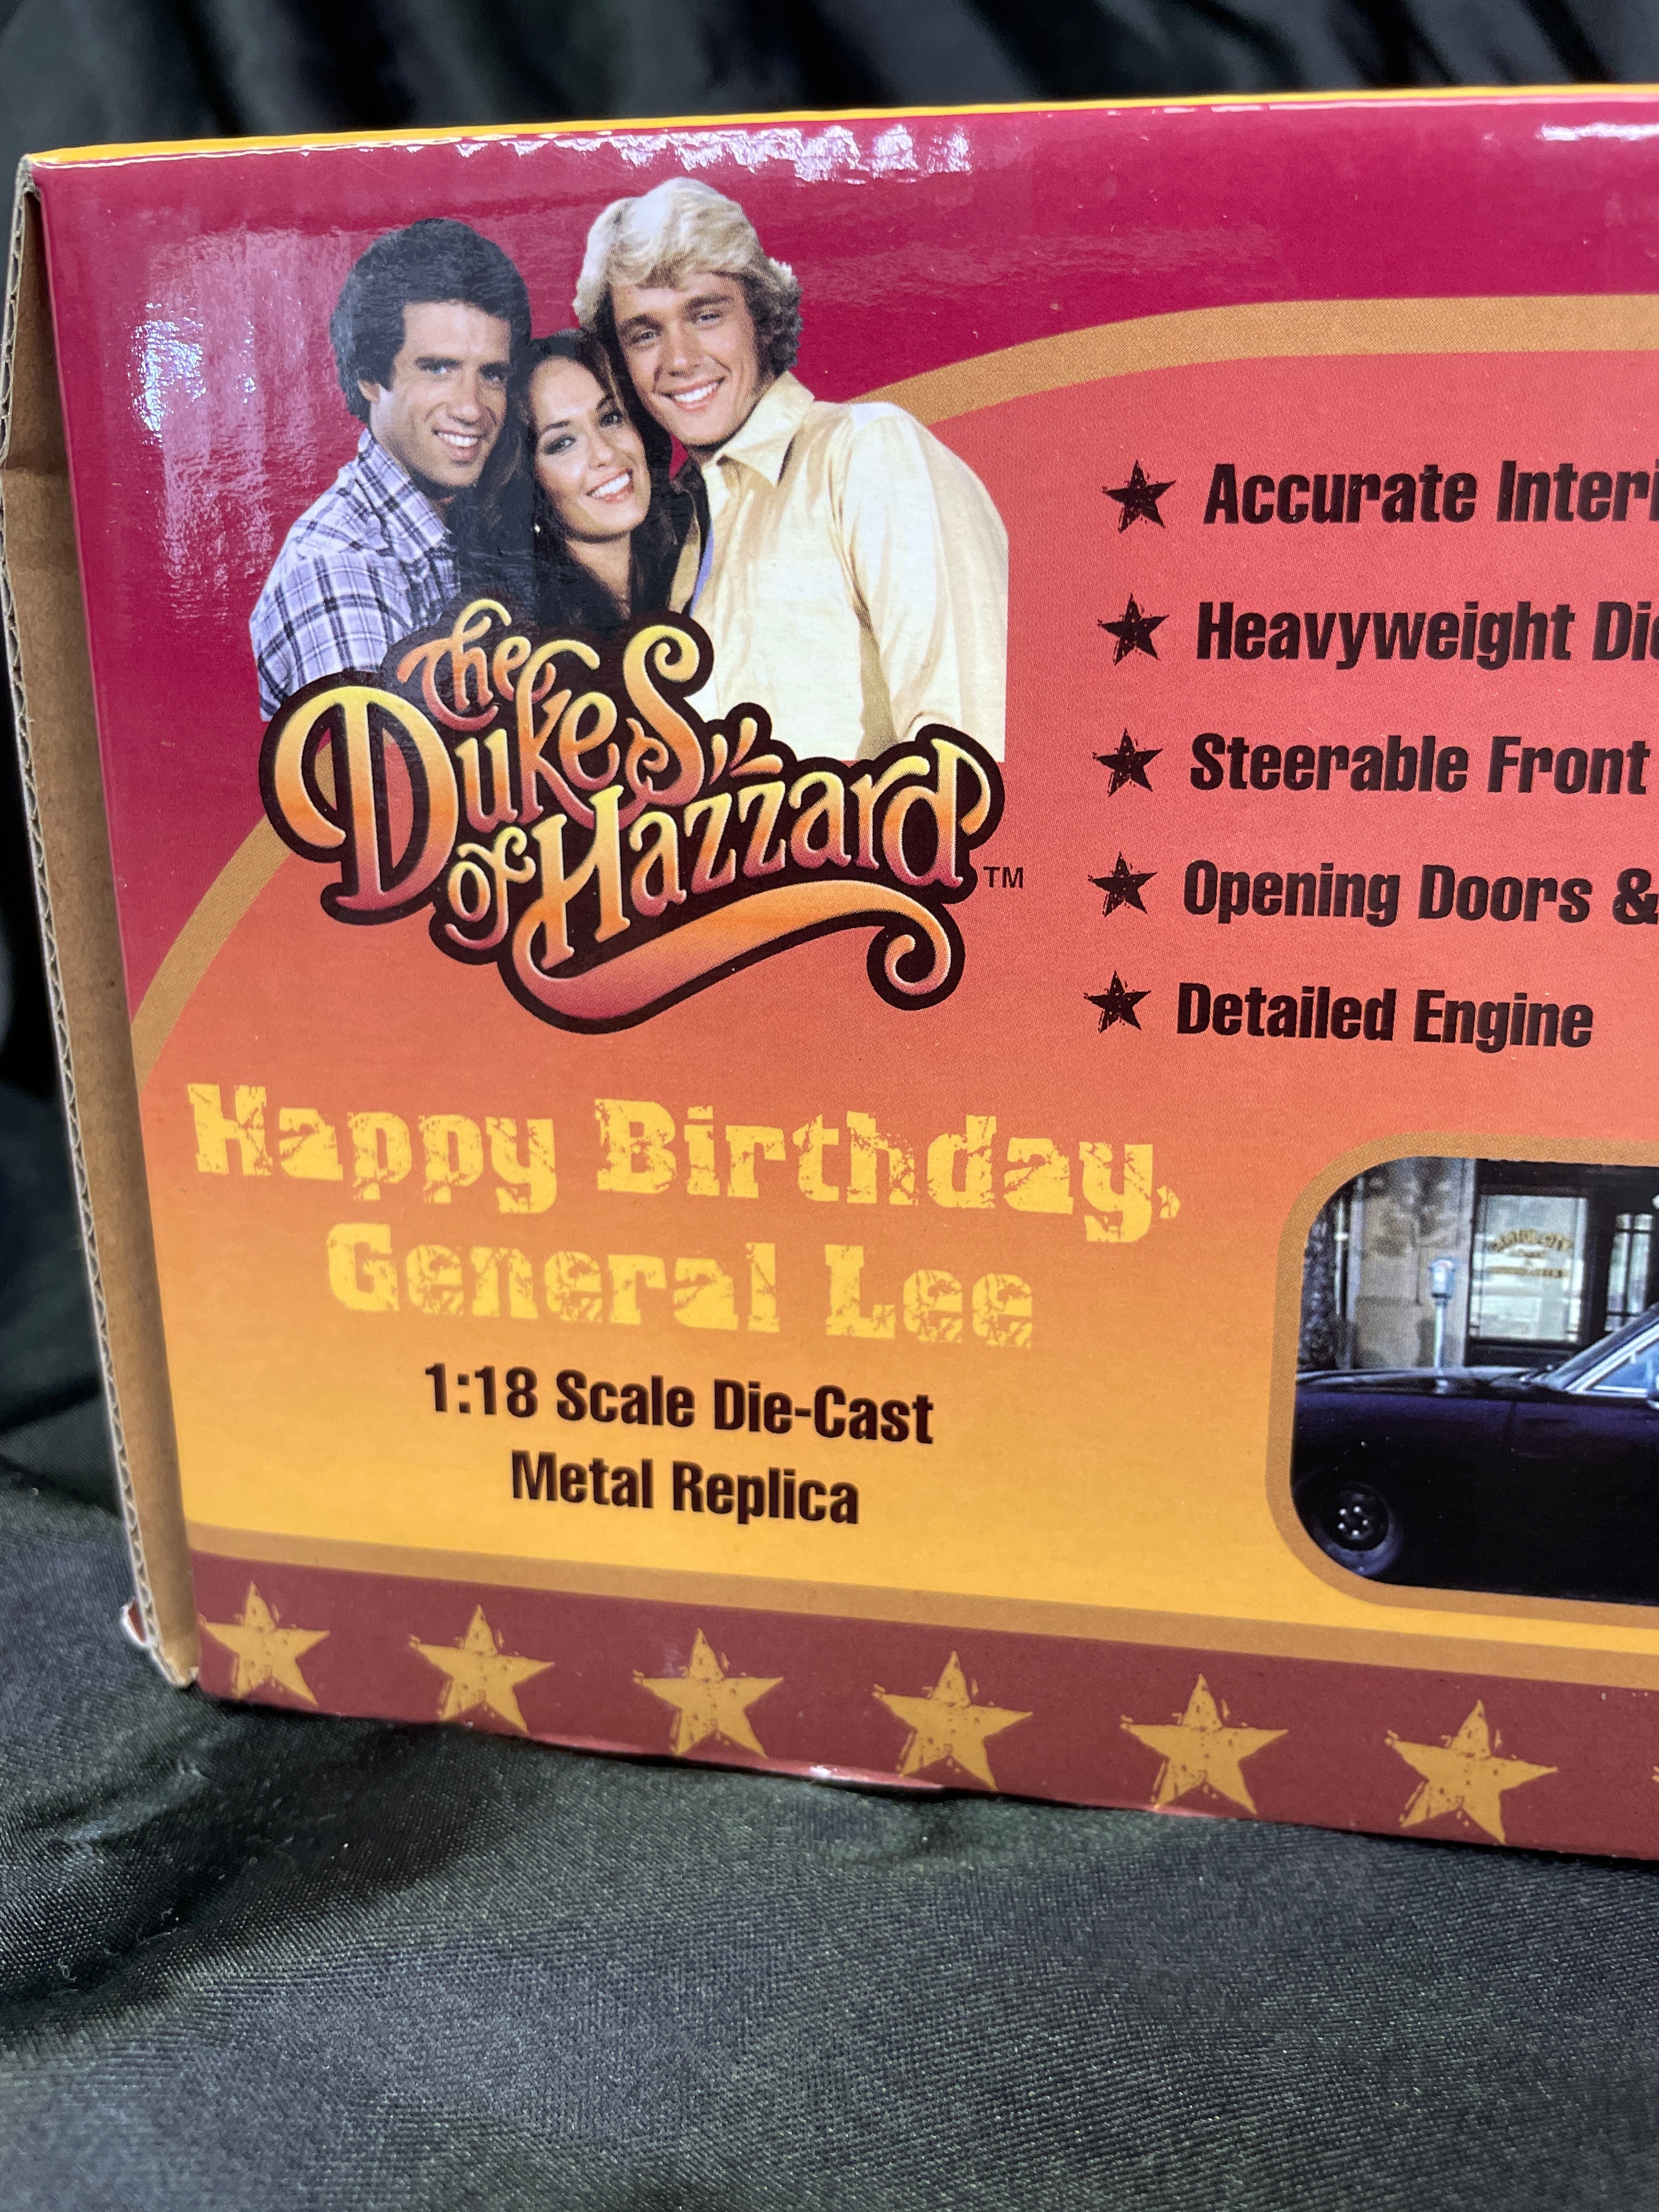 The
Dukes
of Hazzard™
Happy Birthday,
General Lee
1:18 Scale Die-Cast
Metal Replica
Accurate Interi
Heavyweight Di
Steerable Front
Opening Doors &
Detailed Engine